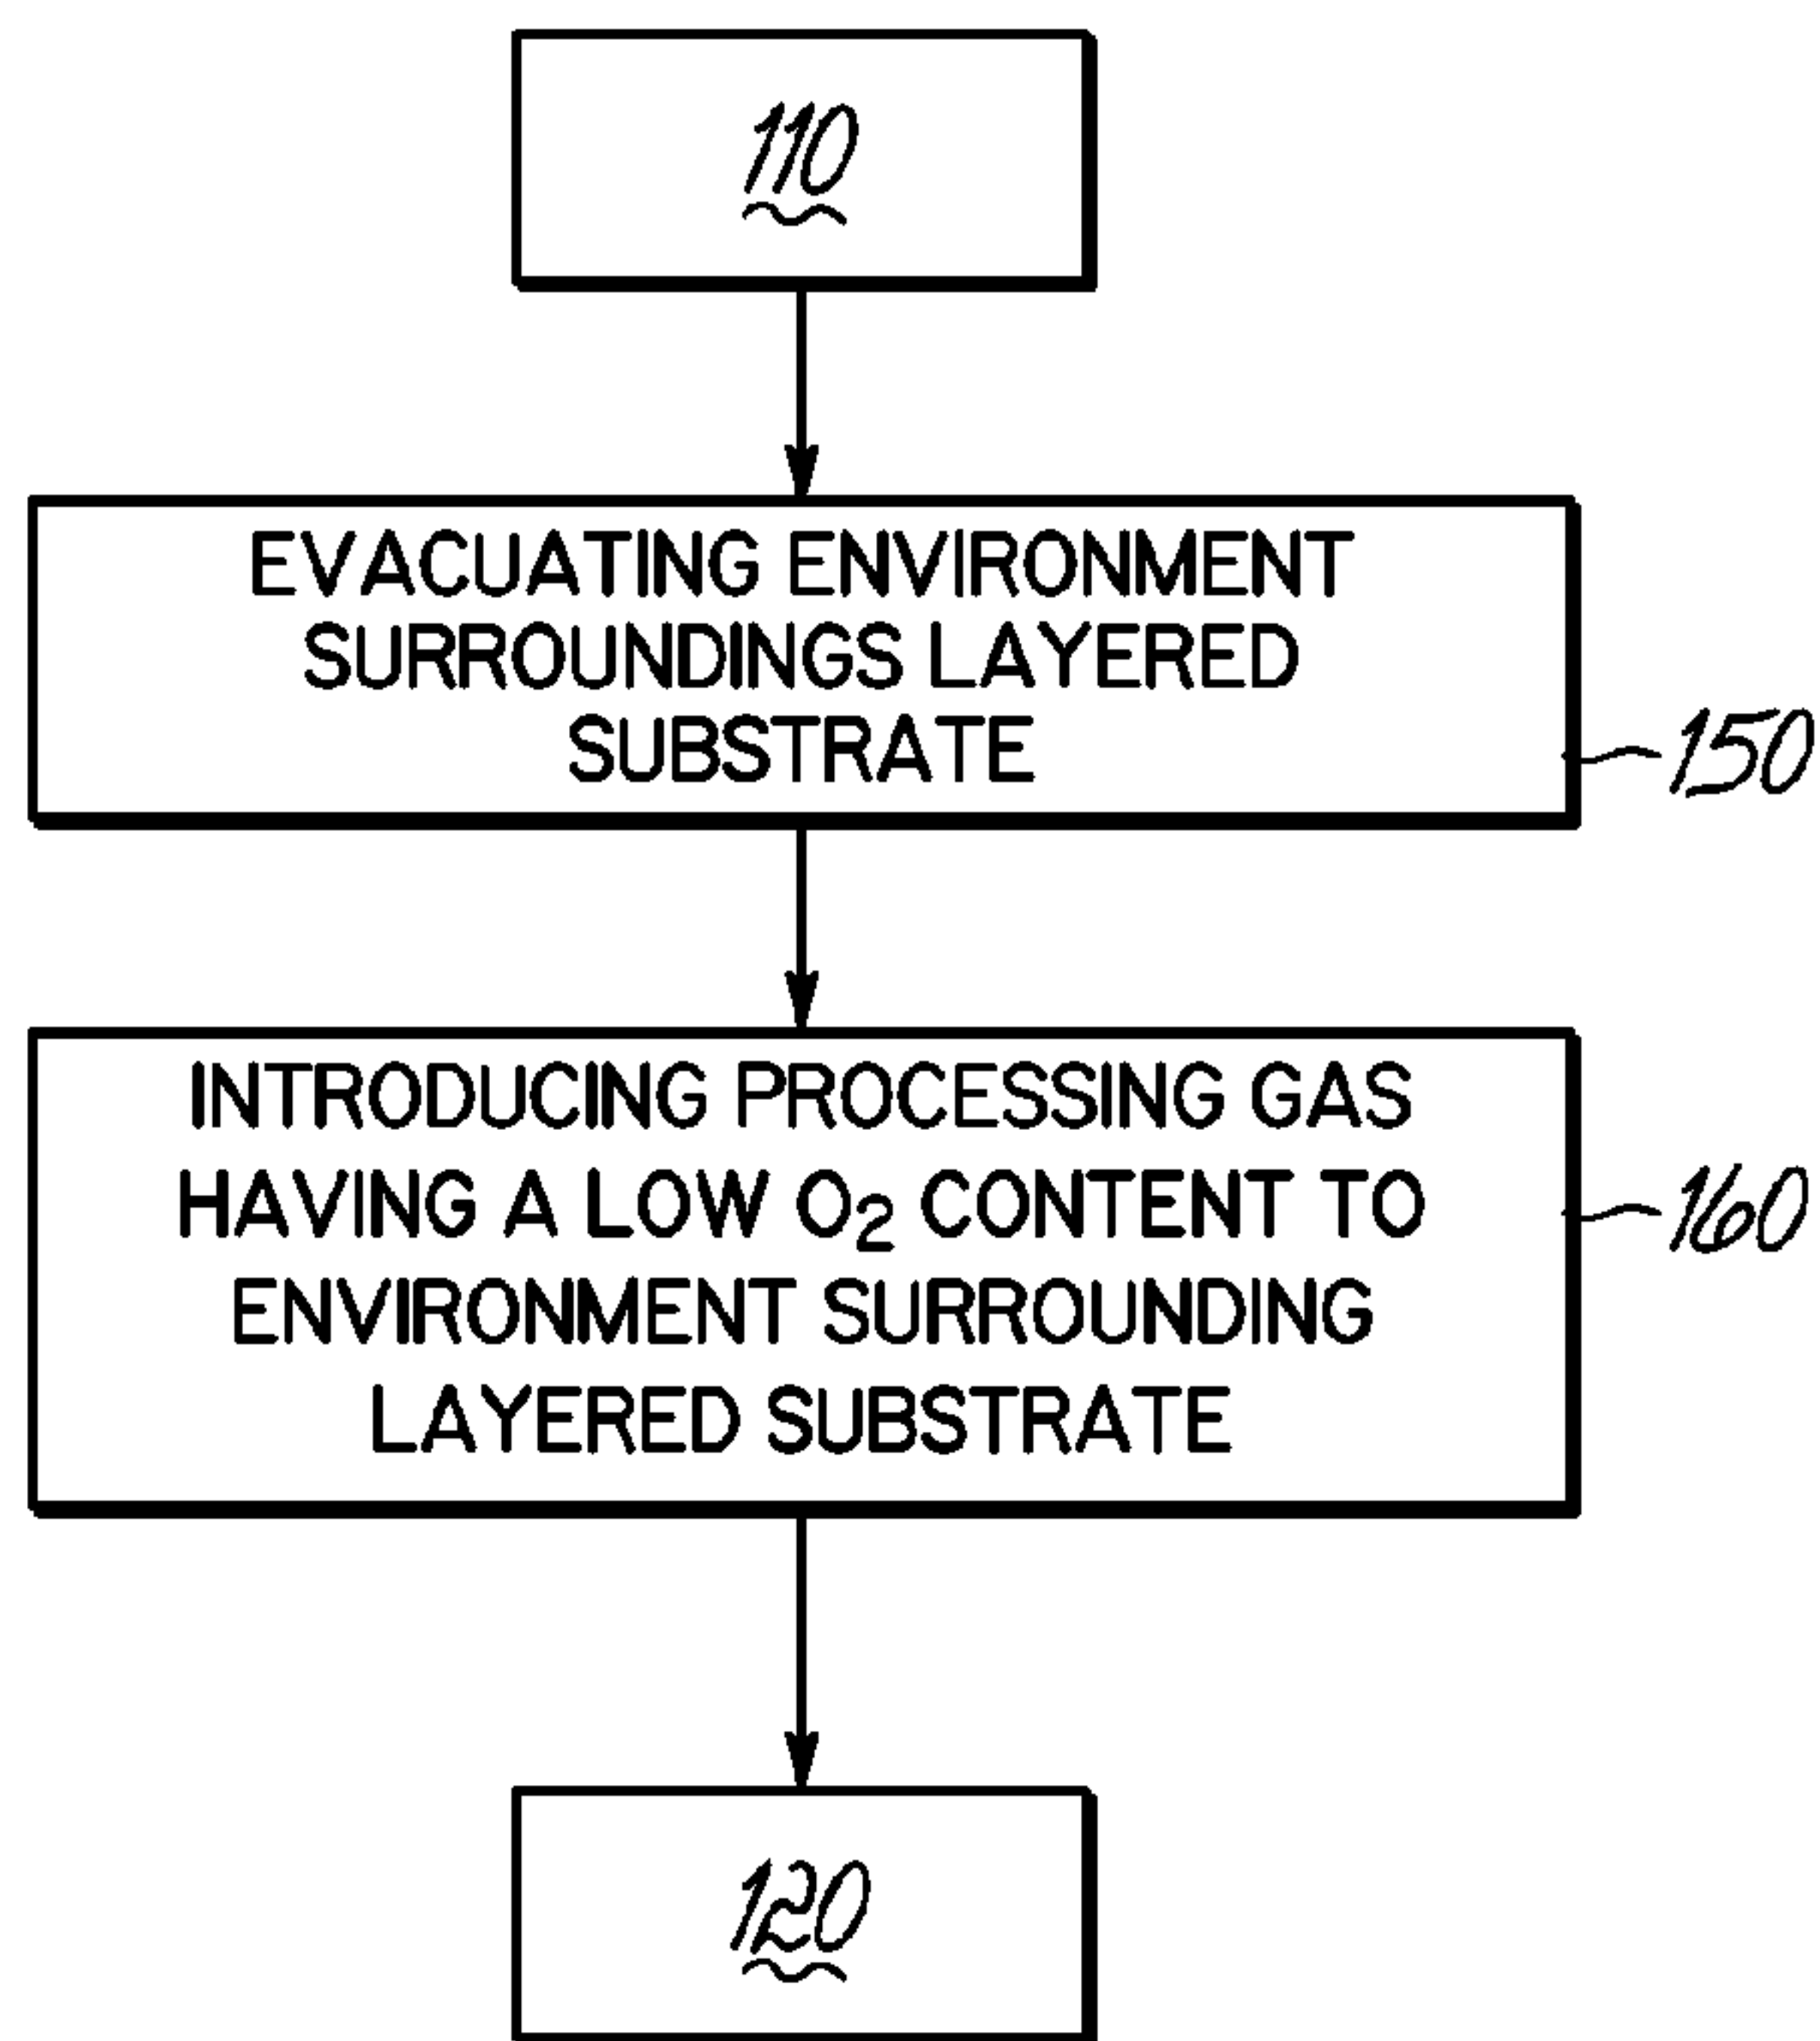 110
EVACUATING ENVIRONMENT
SURROUNDINGS LAYERED
SUBSTRATE
150
INTRODUCING PROCESSING GAS
HAVING A LOW O₂ CONTENT TO
ENVIRONMENT SURROUNDING
LAYERED SUBSTRATE
160
120